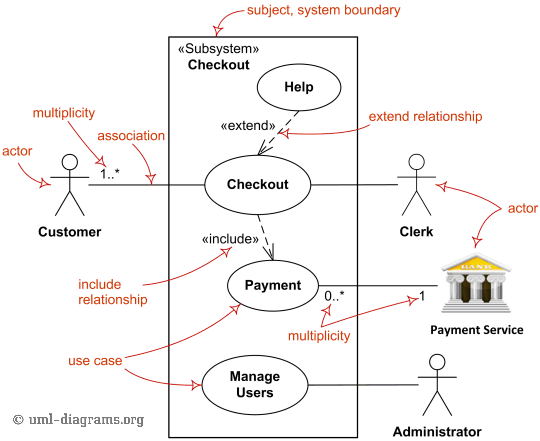 subject, system boundary
«Subsystem»
Checkout
Help
multiplicity
«extend»
extend relationship
association
actor
1..*
Checkout
Customer
Clerk
actor
«include»
include
relationship
Payment
BANK
0..*
1
multiplicity
Payment Service
use case
Manage
Users
Administrator
© uml-diagrams.org